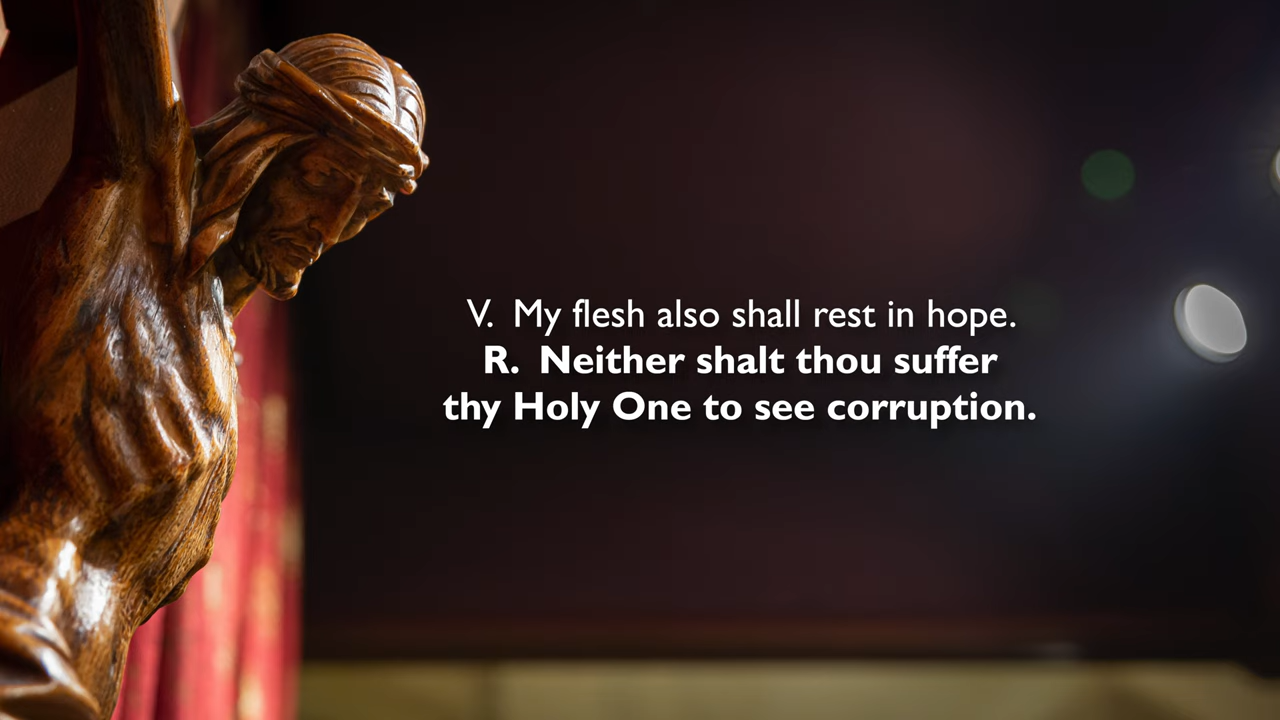 V. My flesh also shall rest in hope.
R. Neither shalt thou suffer
thy Holy One to see corruption.